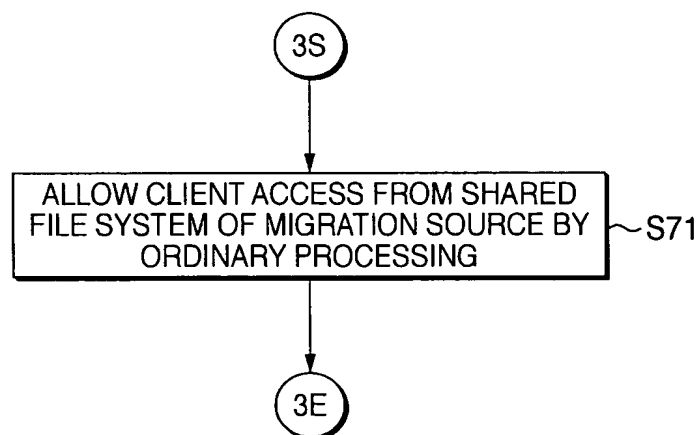 3S
ALLOW CLIENT ACCESS FROM SHARED
FILE SYSTEM OF MIGRATION SOURCE BY
ORDINARY PROCESSING
S71
3E